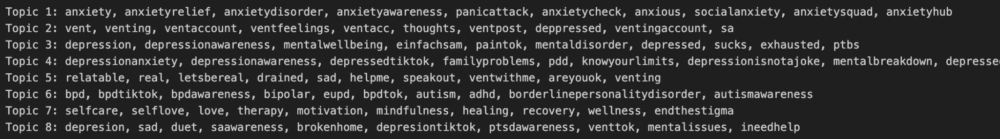 Topic 1: anxiety, anxietyrelief, anxietydisorder, anxietyawareness, panicattack, anxietycheck, anxious, socialanxiety, anxietysquad, anxietyhub
Topic 2: vent, venting, ventaccount, ventfeelings, ventacc, thoughts, ventpost, deppressed, ventingaccount, sa
Topic 3: depression, depressionawareness, mentalwellbeing, einfachsam, paintok, mentaldisorder, depressed, sucks, exhausted, ptbs
Topic 4: depressionanxiety, depressionawareness, depressedtiktok, familyproblems, pdd, knowyourlimits, depressionisnotajoke, mentalbreakdown,
Topic 5: relatable, real, letsbereal, drained, sad, helpme, speakout, ventwithme, areyouok, venting
Topic 6: bpd, bpdtiktok, bpdawareness, bipolar, eupd, bpdtok, autism, adhd, borderlinepersonalitydisorder, autismawareness
Topic 7: selfcare, selflove, love, therapy, motivation, mindfulness, healing, recovery, wellness, endthestigma
Topic 8: depresion, sad, duet, saawareness, brokenhome, depresiontiktok, ptsdawareness, venttok, mentalissues, ineedhelp